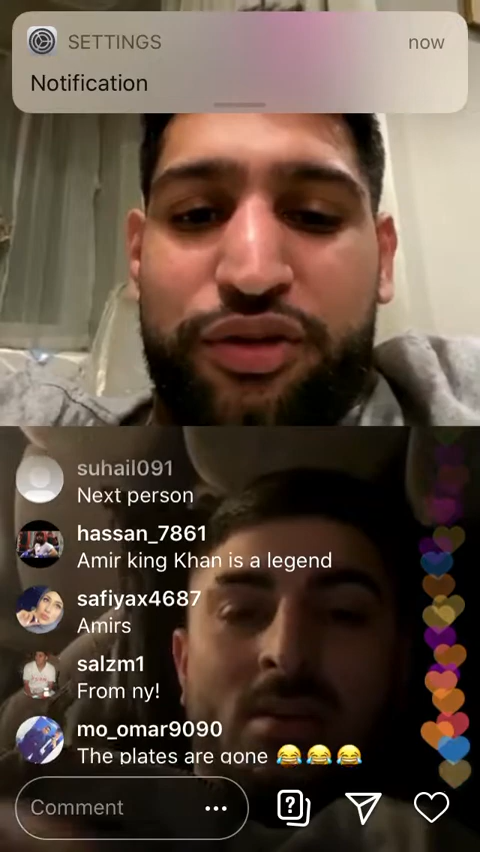 SETTINGS
now
Notification
suhail091
Next person
hassan_7861
Amir king Khan is a legend
safiyax4687
Amirs
salzm1
From ny!
mo_omar9090
The plates are gone 😂😂😂
Comment